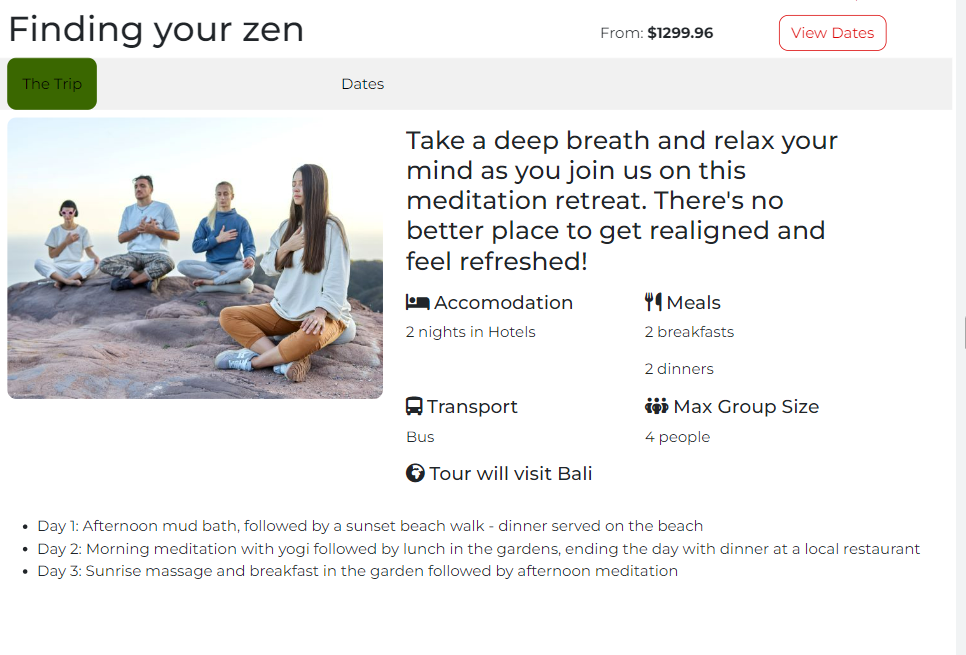 Finding your zen
From: $1299.96
View Dates
The Trip
Dates
Take a deep breath and relax your
mind as you join us on this
meditation retreat. There's no
better place to get realigned and
feel refreshed!
Accomodation
2 nights in Hotels
Meals
2 breakfasts
2 dinners
Transport
Bus
Max Group Size
4 people
Tour will visit Bali
• Day 1: Afternoon mud bath, followed by a sunset beach walk - dinner served on the beach
• Day 2: Morning meditation with yogi followed by lunch in the gardens, ending the day with dinner at a local restaurant
• Day 3: Sunrise massage and breakfast in the garden followed by afternoon meditation